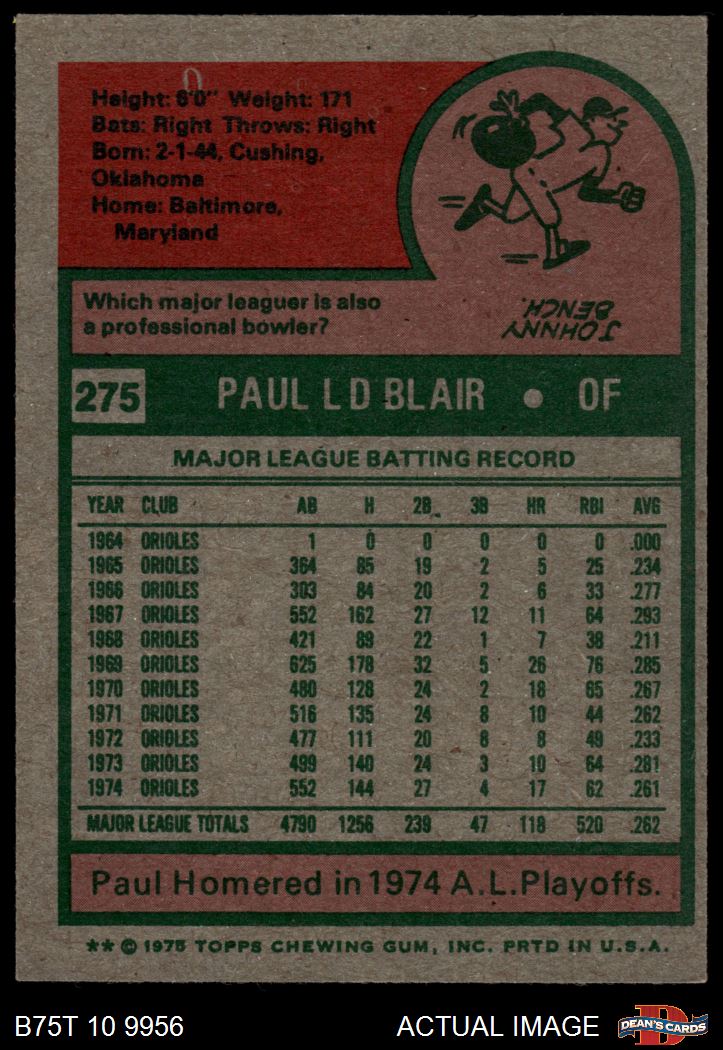 Height: 6'0" Weight: 171
Bats: Right Throws: Right
Born: 2-1-44, Cushing,
Oklahoma
Home: Baltimore,
Maryland
Which major leaguer is also
a professional bowler?
JOHNNY
BENCH.
275 PAUL L D BLAIR • OF
MAJOR LEAGUE BATTING RECORD
YEAR CLUB AB H 2B 3B HR RBI AVG
1964 ORIOLES 1 0 0 0 0 0 .000
1965 ORIOLES 364 85 19 2 5 25 .234
1966 ORIOLES 303 84 20 2 6 33 .277
1967 ORIOLES 552 162 27 12 11 64 .293
1968 ORIOLES 421 89 22 1 7 38 .211
1969 ORIOLES 625 178 32 5 26 76 .285
1970 ORIOLES 480 128 24 2 18 65 .267
1971 ORIOLES 516 135 24 8 10 44 .262
1972 ORIOLES 477 111 20 8 8 49 .233
1973 ORIOLES 499 140 24 3 10 64 .281
1974 ORIOLES 552 144 27 4 17 62 .261
MAJOR LEAGUE TOTALS 4790 1256 239 47 118 520 .262
Paul Homered in 1974 A.L. Playoffs.
** © 1975 TOPPS CHEWING GUM, INC. PRTD IN U.S.A.
B75T 10 9956 ACTUAL IMAGE D DEAN'S CARDS